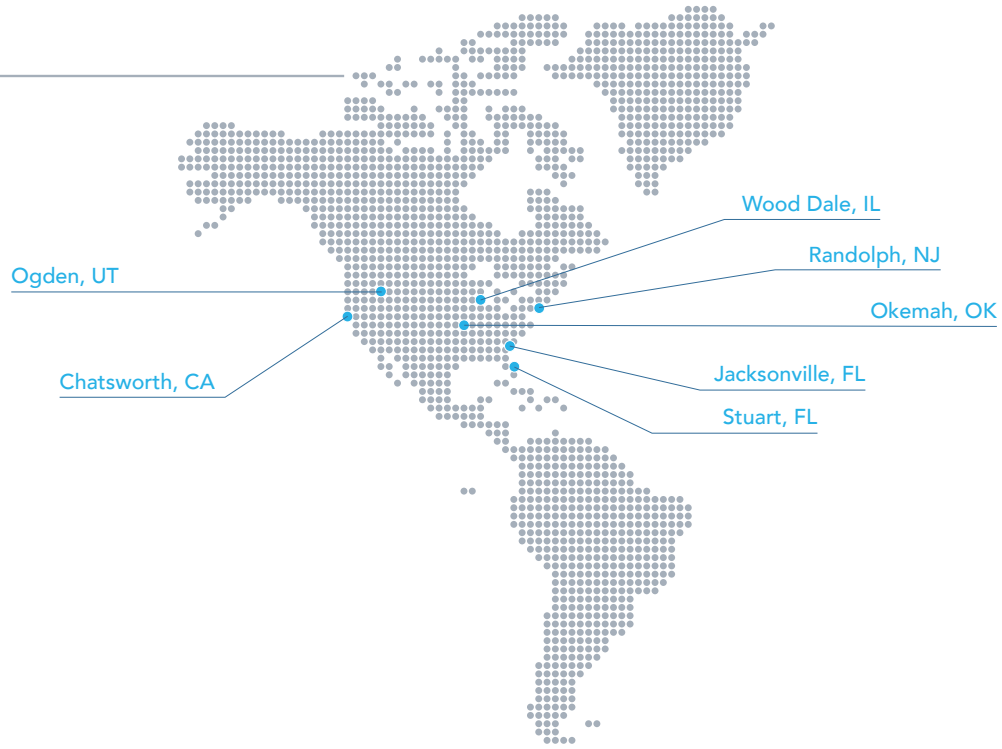 Wood Dale, IL
Randolph, NJ
Ogden, UT
Okemah, OK
Chatsworth, CA
Jacksonville, FL
Stuart, FL